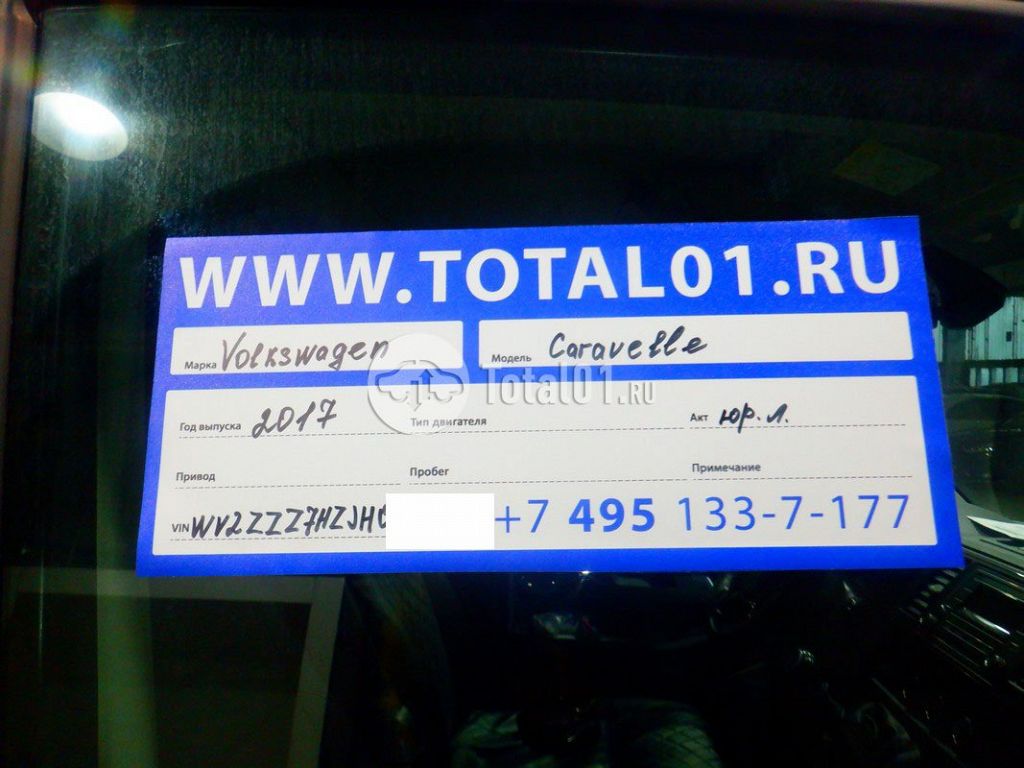 WWW.TOTAL01.RU
Марка Volkswagen Модель Caravelle
Total01.RU
Год выпуска 2017 Тип двигателя Акт юр.л.
Привод Пробег Примечание
VIN WV2ZZZ7HZJH0 +7 495 133-7-177